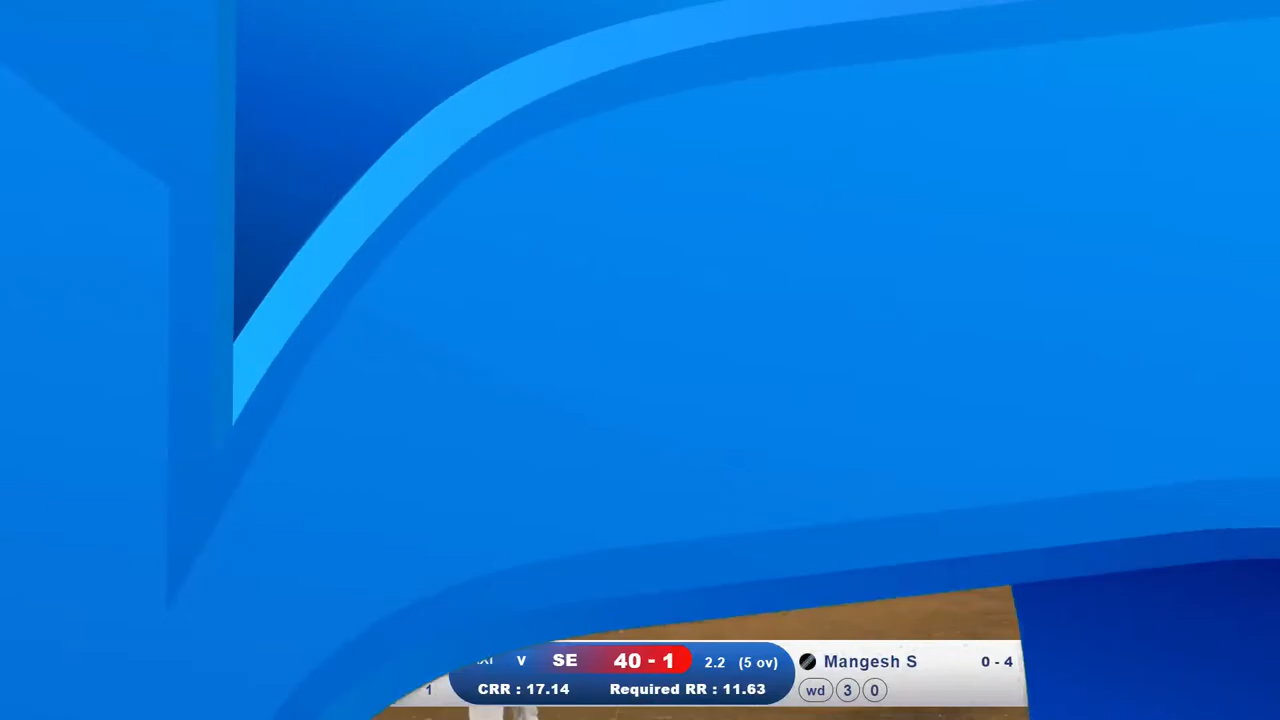 v SE 40 - 1 2.2 (5 ov) Mangesh S 0 - 4
1 CRR : 17.14 Required RR : 11.63 wd 3 0